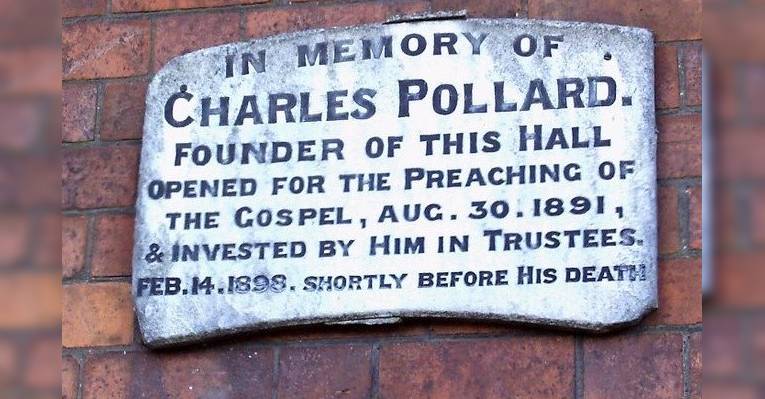 IN MEMORY OF
CHARLES POLLARD.
FOUNDER OF THIS HALL
OPENED FOR THE PREACHING OF
THE GOSPEL, AUG. 30. 1891,
& INVESTED BY HIM IN TRUSTEES.
FEB. 14. 1898. SHORTLY BEFORE HIS DEATH